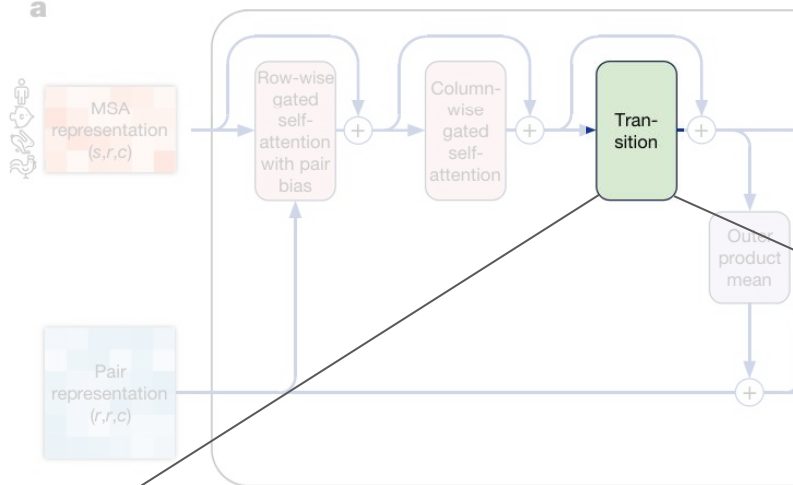 a
MSA
representation
(s,r,c)
Row-wise
gated
self-
attention
with pair
bias
Column-
wise
gated
self-
attention
Tran-
sition
Outer
product
mean
Pair
representation
(r,r,c)